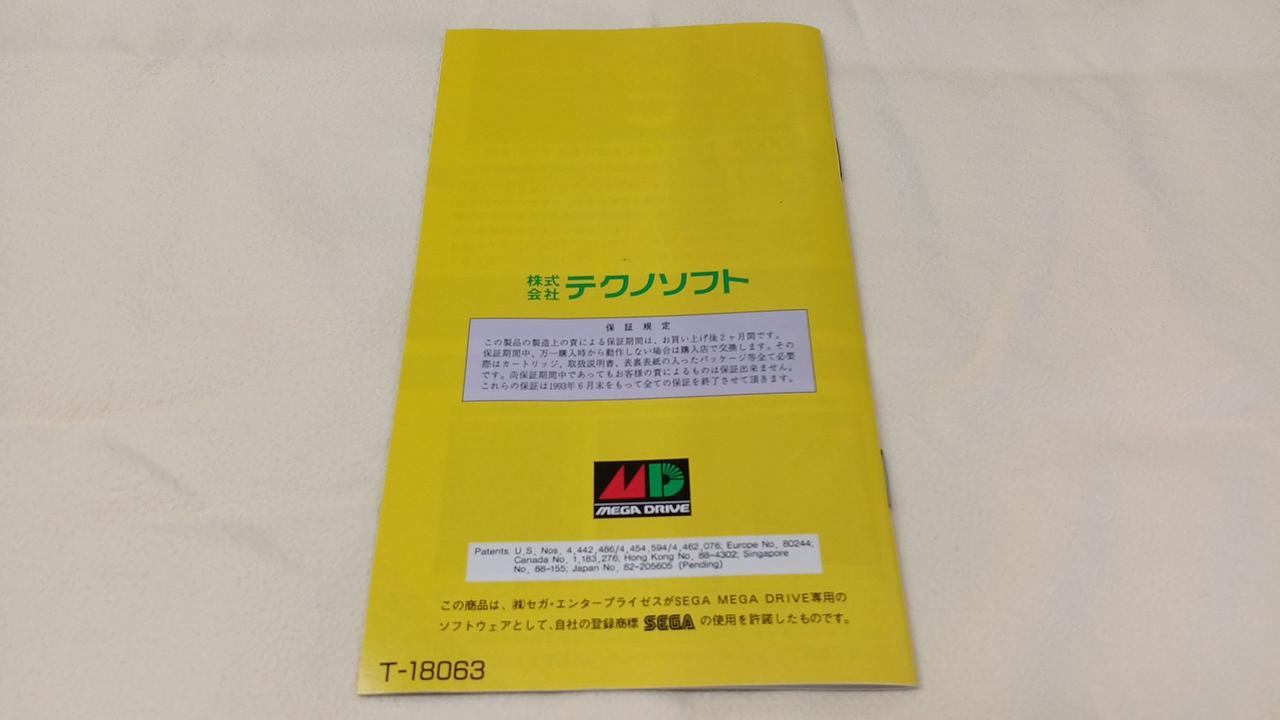 株式会社 テクノソフト
保証規定
この製品の製造上の責による保証期間は、お買い上げ後2ヶ月間です。
保証期間中、万一購入時から動作しない場合は購入店で交換します。その
際はカートリッジ、取扱説明書、表裏表紙の入ったパッケージ等全て必要
です。尚保証期間中であってもお客様の責によるものは保証出来ません。
これらの保証は1993年6月末をもって全ての保証を終了させて頂きます。
MD
MEGA DRIVE
Patents: U.S. Nos. 4,442,486/4,454,594/4,462,076; Europe No. 80244;
Canada No. 1,183,276; Hong Kong No. 88-4302; Singapore
No. 88-155; Japan No. 82-205605 (Pending)
この商品は、㈱セガ・エンタープライゼスがSEGA MEGA DRIVE専用の
ソフトウェアとして、自社の登録商標 SEGA の使用を許諾したものです。
T-18063